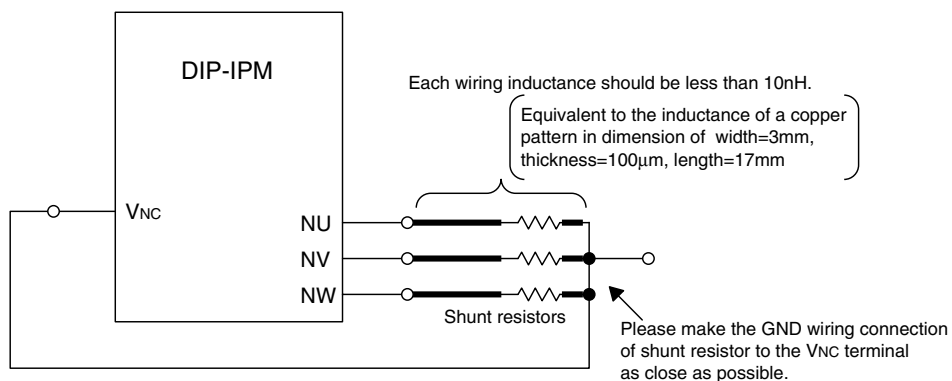 DIP-IPM
Each wiring inductance should be less than 10nH.
Equivalent to the inductance of a copper
pattern in dimension of width=3mm,
thickness=100μm, length=17mm
VNC
NU
NV
NW
Shunt resistors
Please make the GND wiring connection
of shunt resistor to the VNC terminal
as close as possible.